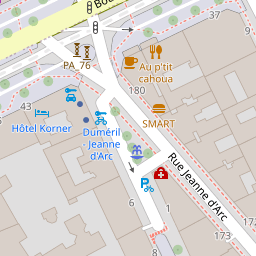 Bou
PA_76
Au p'tit
cahoua
43
180
37
Hôtel Korner
Duméril
- Jeanne
d'Arc
SMART
Rue Jeanne d'Arc
6
1
173